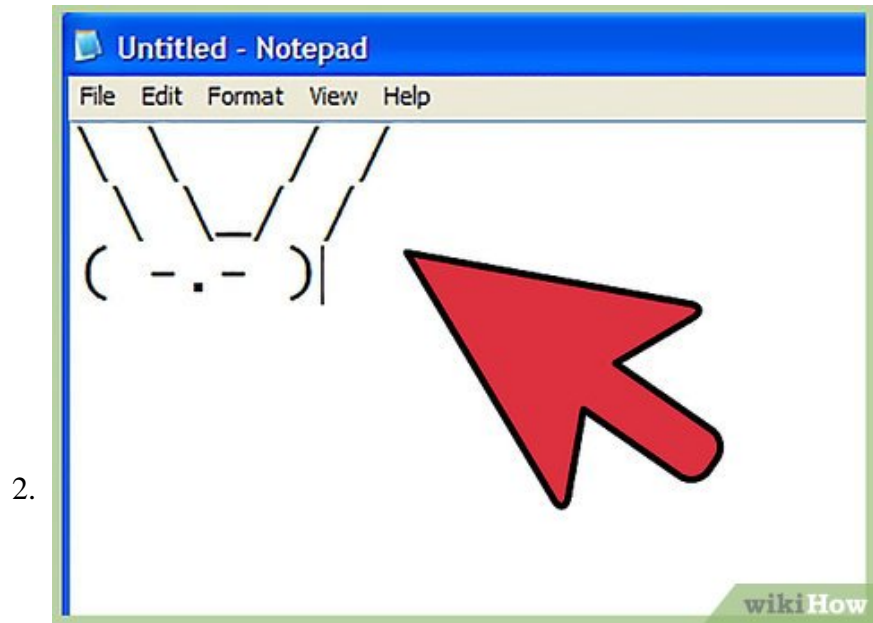 Untitled - Notepad
File Edit Format View Help
\ \   / /
 \ \_/ /
( -.- )
2.
wikiHow